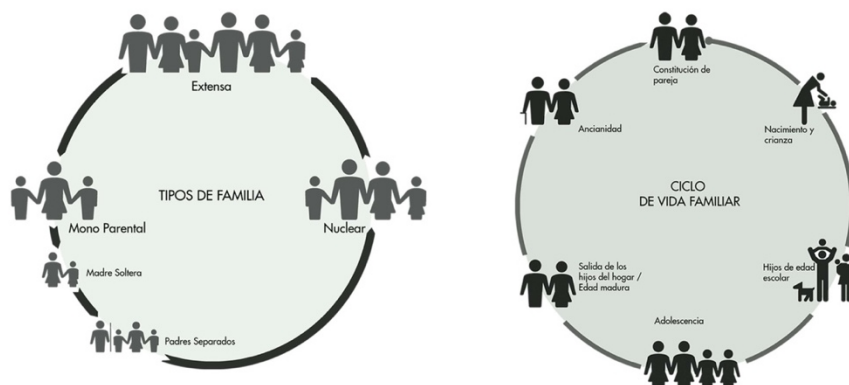 Extensa
TIPOS DE FAMILIA
Mono Parental
Nuclear
Madre Soltera
Padres Separados
Constitución de
pareja
Ancianidad
Nacimiento y
crianza
CICLO
DE VIDA FAMILIAR
Salida de los
hijos del hogar /
Edad madura
Hijos de edad
escolar
Adolescencia